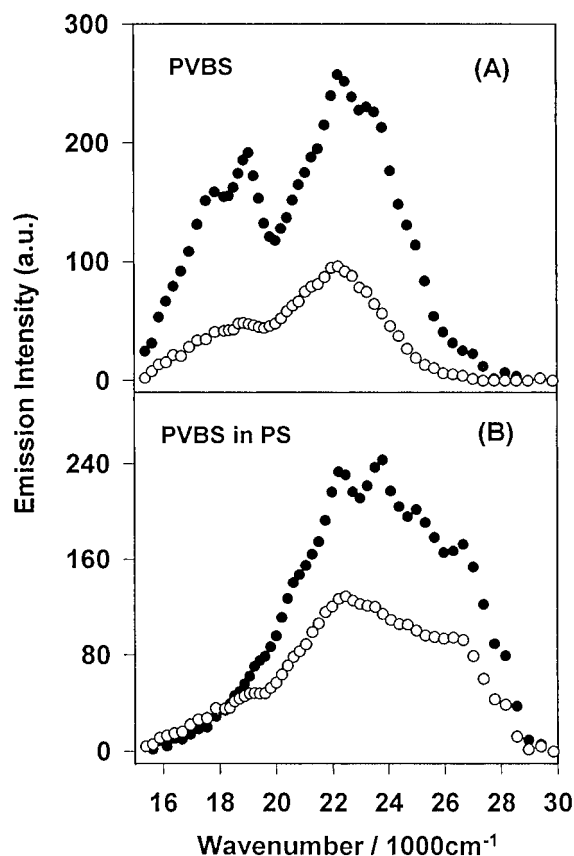 300
PVBS
(A)
200
100
0
PVBS in PS
(B)
240
160
80
0
Emission Intensity (a.u.)
16 18 20 22 24 26 28 30
Wavenumber / 1000cm⁻¹